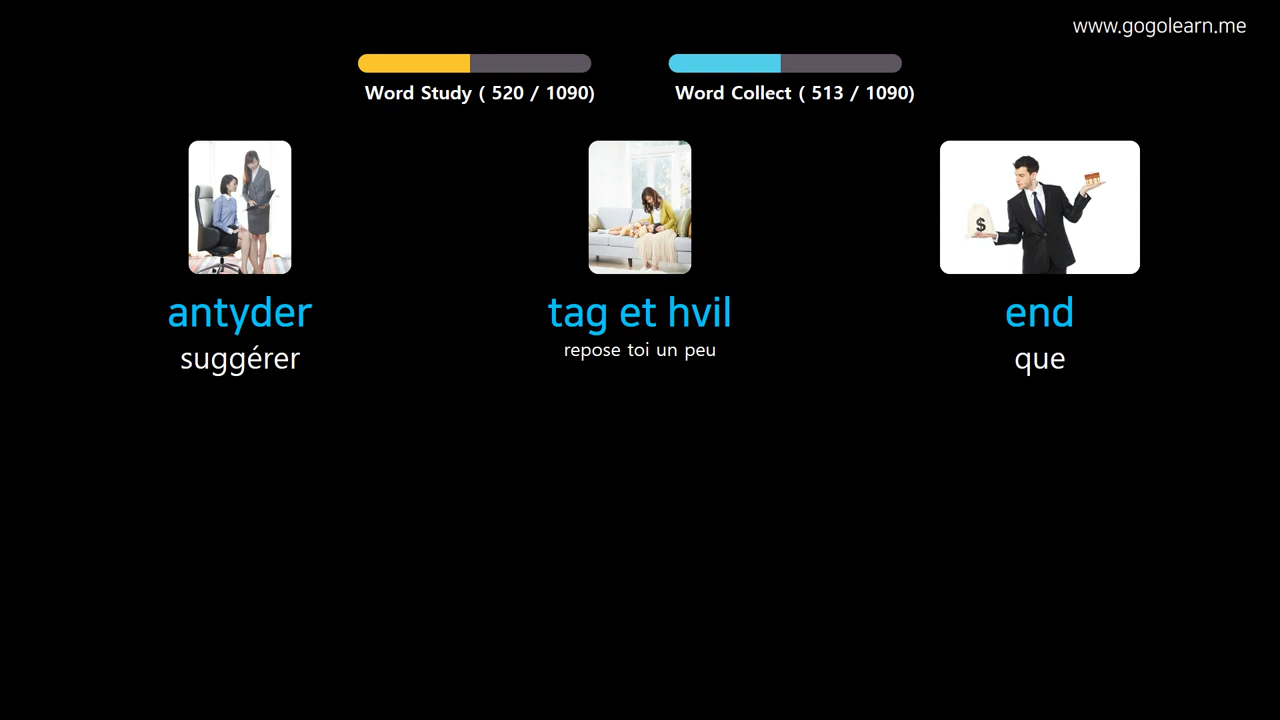 www.gogolearn.me
Word Study ( 520 / 1090)
Word Collect ( 513 / 1090)
antyder
suggérer
tag et hvil
repose toi un peu
end
que
$